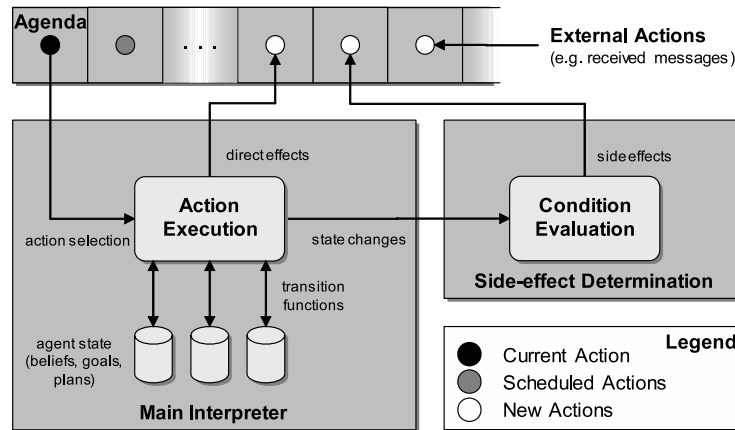 Agenda
. . .
External Actions
(e.g. received messages)
direct effects
side effects
Action
Execution
Condition
Evaluation
action selection
state changes
Side-effect Determination
transition
functions
agent state
(beliefs, goals,
plans)
Main Interpreter
Legend
Current Action
Scheduled Actions
New Actions